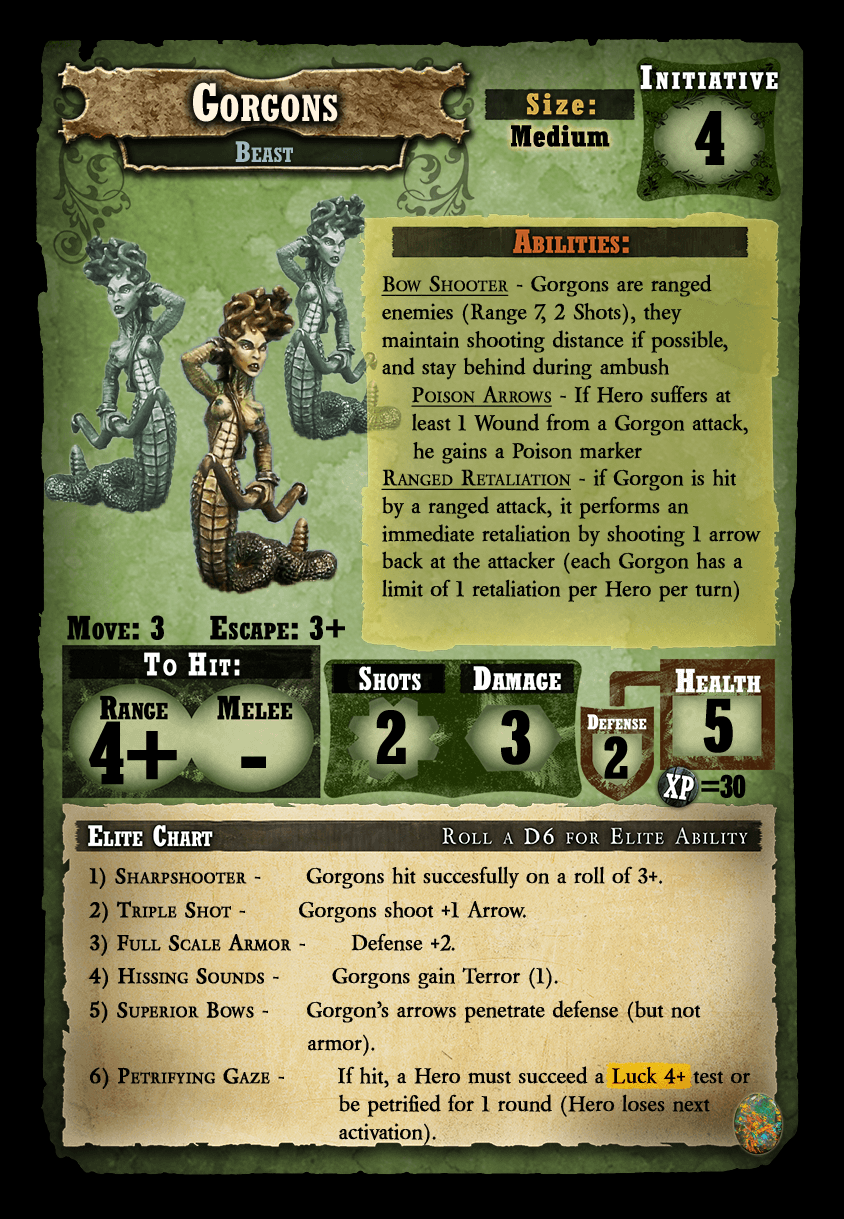 Gorgons
Beast
Size:
Medium
Initiative
4
Abilities:
Bow Shooter - Gorgons are ranged
enemies (Range 7, 2 Shots), they
maintain shooting distance if possible,
and stay behind during ambush
Poison Arrows - If Hero suffers at
least 1 Wound from a Gorgon attack,
he gains a Poison marker
Ranged Retaliation - if Gorgon is hit
by a ranged attack, it performs an
immediate retaliation by shooting 1 arrow
back at the attacker (each Gorgon has a
limit of 1 retaliation per Hero per turn)
Move: 3 Escape: 3+
To Hit:
Range Melee
4+ -
Shots
2
Damage
3
Defense
2
Health
5
XP =30
Elite Chart Roll a D6 for Elite Ability
1) Sharpshooter - Gorgons hit succesfully on a roll of 3+.
2) Triple Shot - Gorgons shoot +1 Arrow.
3) Full Scale Armor - Defense +2.
4) Hissing Sounds - Gorgons gain Terror (1).
5) Superior Bows - Gorgon's arrows penetrate defense (but not
armor).
6) Petrifying Gaze - If hit, a Hero must succeed a Luck 4+ test or
be petrified for 1 round (Hero loses next
activation).